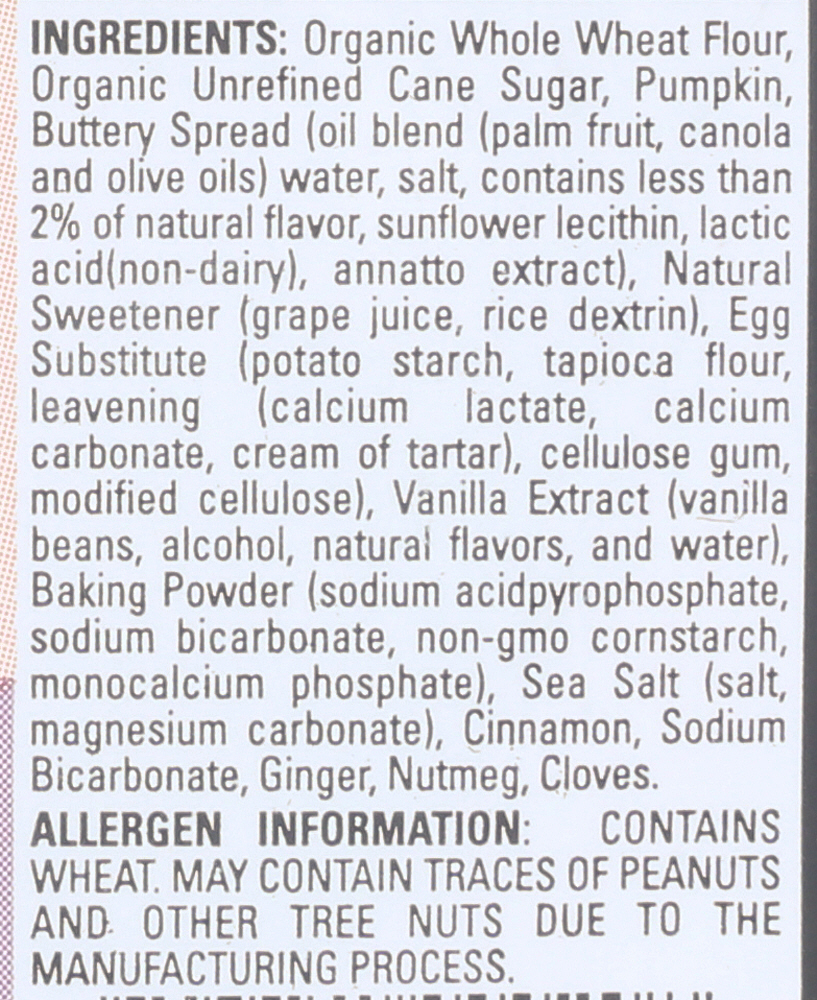 INGREDIENTS: Organic Whole Wheat Flour,
Organic Unrefined Cane Sugar, Pumpkin,
Buttery Spread (oil blend (palm fruit, canola
and olive oils) water, salt, contains less than
2% of natural flavor, sunflower lecithin, lactic
acid(non-dairy), annatto extract), Natural
Sweetener (grape juice, rice dextrin), Egg
Substitute (potato starch, tapioca flour,
leavening (calcium lactate, calcium
carbonate, cream of tartar), cellulose gum,
modified cellulose), Vanilla Extract (vanilla
beans, alcohol, natural flavors, and water),
Baking Powder (sodium acidpyrophosphate,
sodium bicarbonate, non-gmo cornstarch,
monocalcium phosphate), Sea Salt (salt,
magnesium carbonate), Cinnamon, Sodium
Bicarbonate, Ginger, Nutmeg, Cloves.
ALLERGEN INFORMATION: CONTAINS
WHEAT. MAY CONTAIN TRACES OF PEANUTS
AND OTHER TREE NUTS DUE TO THE
MANUFACTURING PROCESS.